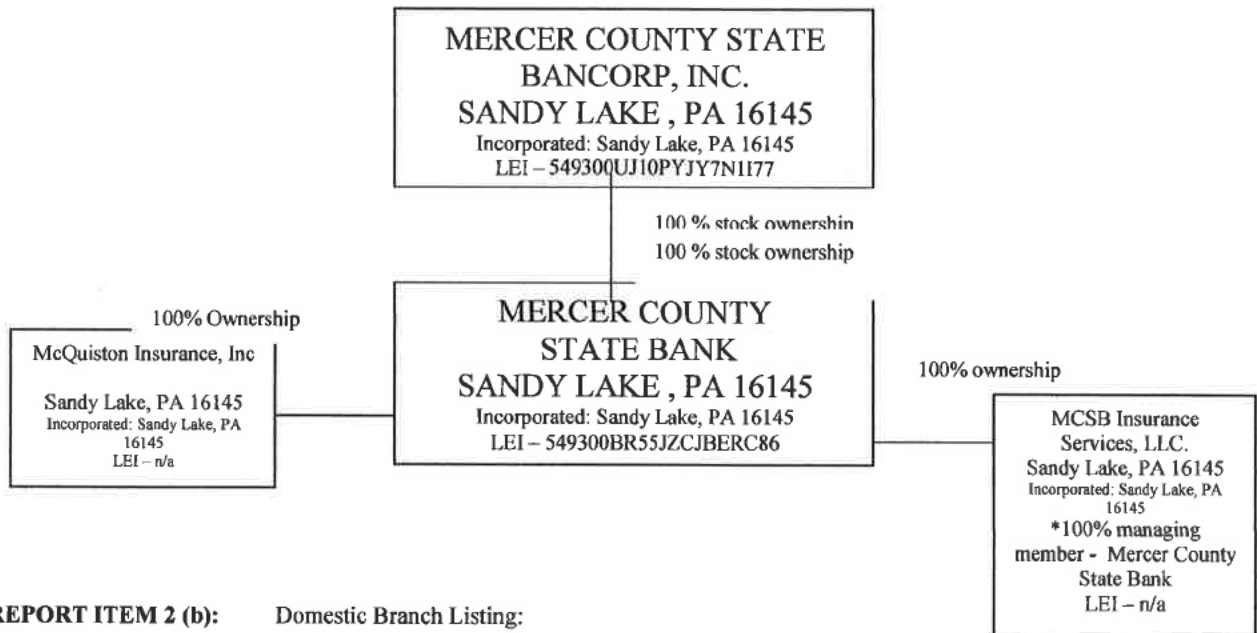 MERCER COUNTY STATE
BANCORP, INC.
SANDY LAKE , PA 16145
Incorporated: Sandy Lake, PA 16145
LEI – 549300UJ10PYJY7N1I77
100 % stock ownership
100 % stock ownership
100% Ownership
McQuiston Insurance, Inc
Sandy Lake, PA 16145
Incorporated: Sandy Lake, PA
16145
LEI – n/a
MERCER COUNTY
STATE BANK
SANDY LAKE , PA 16145
Incorporated: Sandy Lake, PA 16145
LEI – 549300BR55JZCJBERC86
100% ownership
MCSB Insurance
Services, LLC.
Sandy Lake, PA 16145
Incorporated: Sandy Lake, PA
16145
*100% managing
member - Mercer County
State Bank
LEI – n/a
REPORT ITEM 2 (b): Domestic Branch Listing: